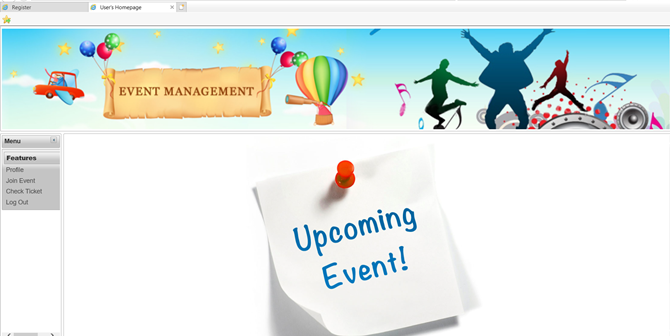 Register
User's Homepage
EVENT MANAGEMENT
Menu
Features
Profile
Join Event
Check Ticket
Log Out
Upcoming
Event!